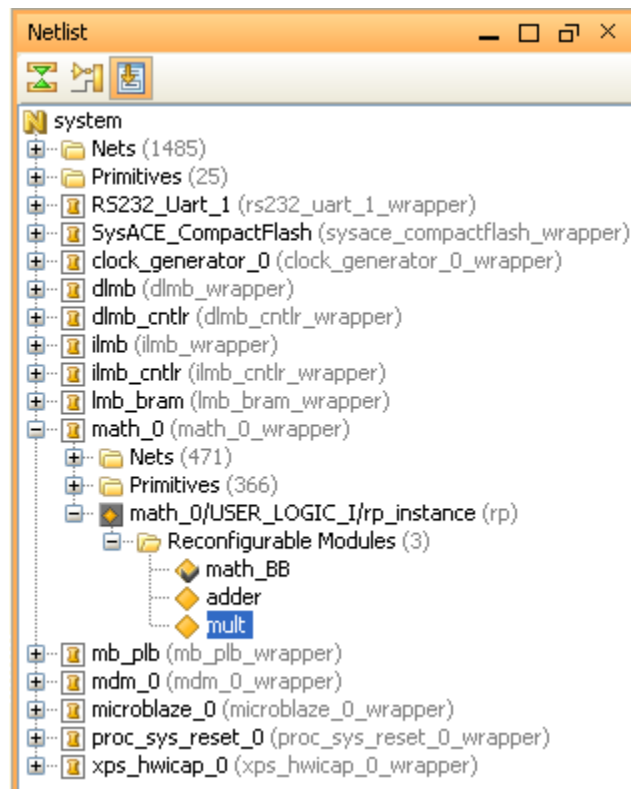 Netlist
system
Nets (1485)
Primitives (25)
RS232_Uart_1 (rs232_uart_1_wrapper)
SysACE_CompactFlash (sysace_compactflash_wrapper)
clock_generator_0 (clock_generator_0_wrapper)
dlmb (dlmb_wrapper)
dlmb_cntlr (dlmb_cntlr_wrapper)
ilmb (ilmb_wrapper)
ilmb_cntlr (ilmb_cntlr_wrapper)
lmb_bram (lmb_bram_wrapper)
math_0 (math_0_wrapper)
Nets (471)
Primitives (366)
math_0/USER_LOGIC_I/rp_instance (rp)
Reconfigurable Modules (3)
math_BB
adder
mult
mb_plb (mb_plb_wrapper)
mdm_0 (mdm_0_wrapper)
microblaze_0 (microblaze_0_wrapper)
proc_sys_reset_0 (proc_sys_reset_0_wrapper)
xps_hwicap_0 (xps_hwicap_0_wrapper)